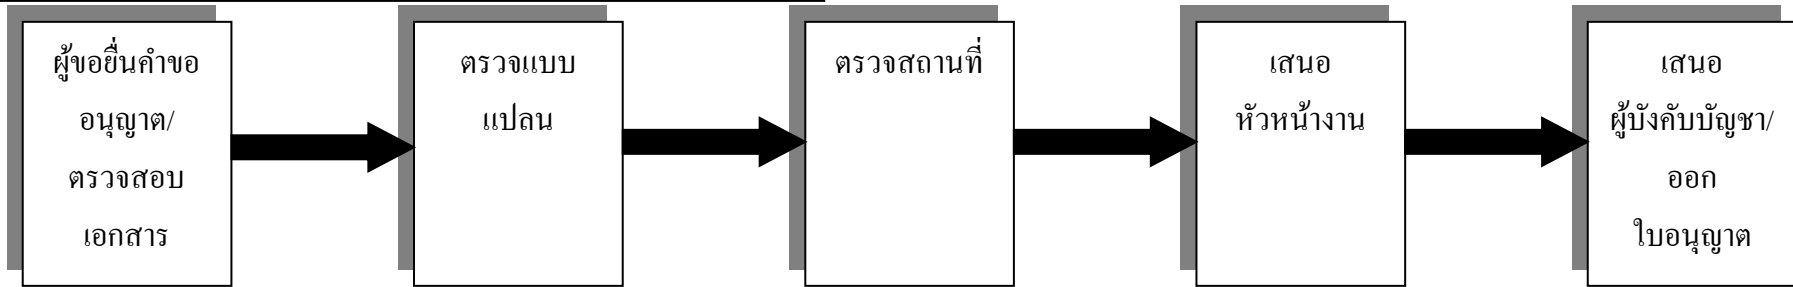 ผู้ขอยื่นคำขอ
อนุญาต/
ตรวจสอบ
เอกสาร
ตรวจแบบ
แปลน
ตรวจสถานที่
เสนอ
หัวหน้างาน
เสนอ
ผู้บังคับบัญชา/
ออก
ใบอนุญาต